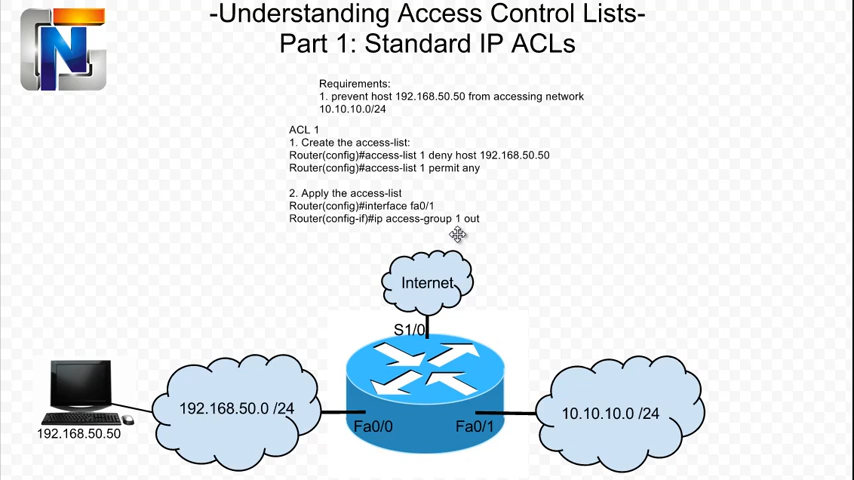 -Understanding Access Control Lists-
Part 1: Standard IP ACLs
N
Requirements:
1. prevent host 192.168.50.50 from accessing network
10.10.10.0/24
ACL 1
1. Create the access-list:
Router(config)#access-list 1 deny host 192.168.50.50
Router(config)#access-list 1 permit any
2. Apply the access-list
Router(config)#interface fa0/1
Router(config-if)#ip access-group 1 out
Internet
S1/0
192.168.50.0 /24
10.10.10.0 /24
Fa0/0
Fa0/1
192.168.50.50